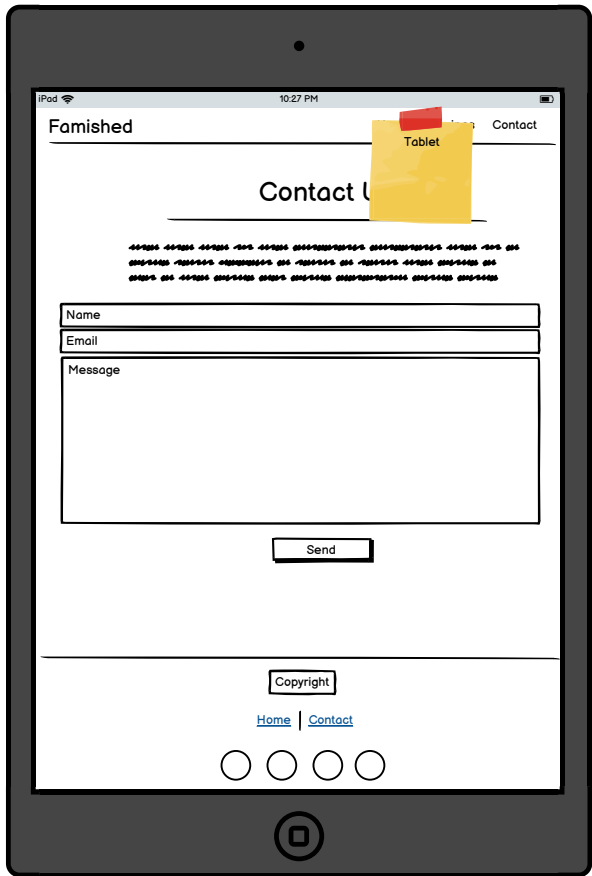 iPad 10:27 PM
Famished Contact
Tablet
Contact
Name
Email
Message
Send
Copyright
Home | Contact